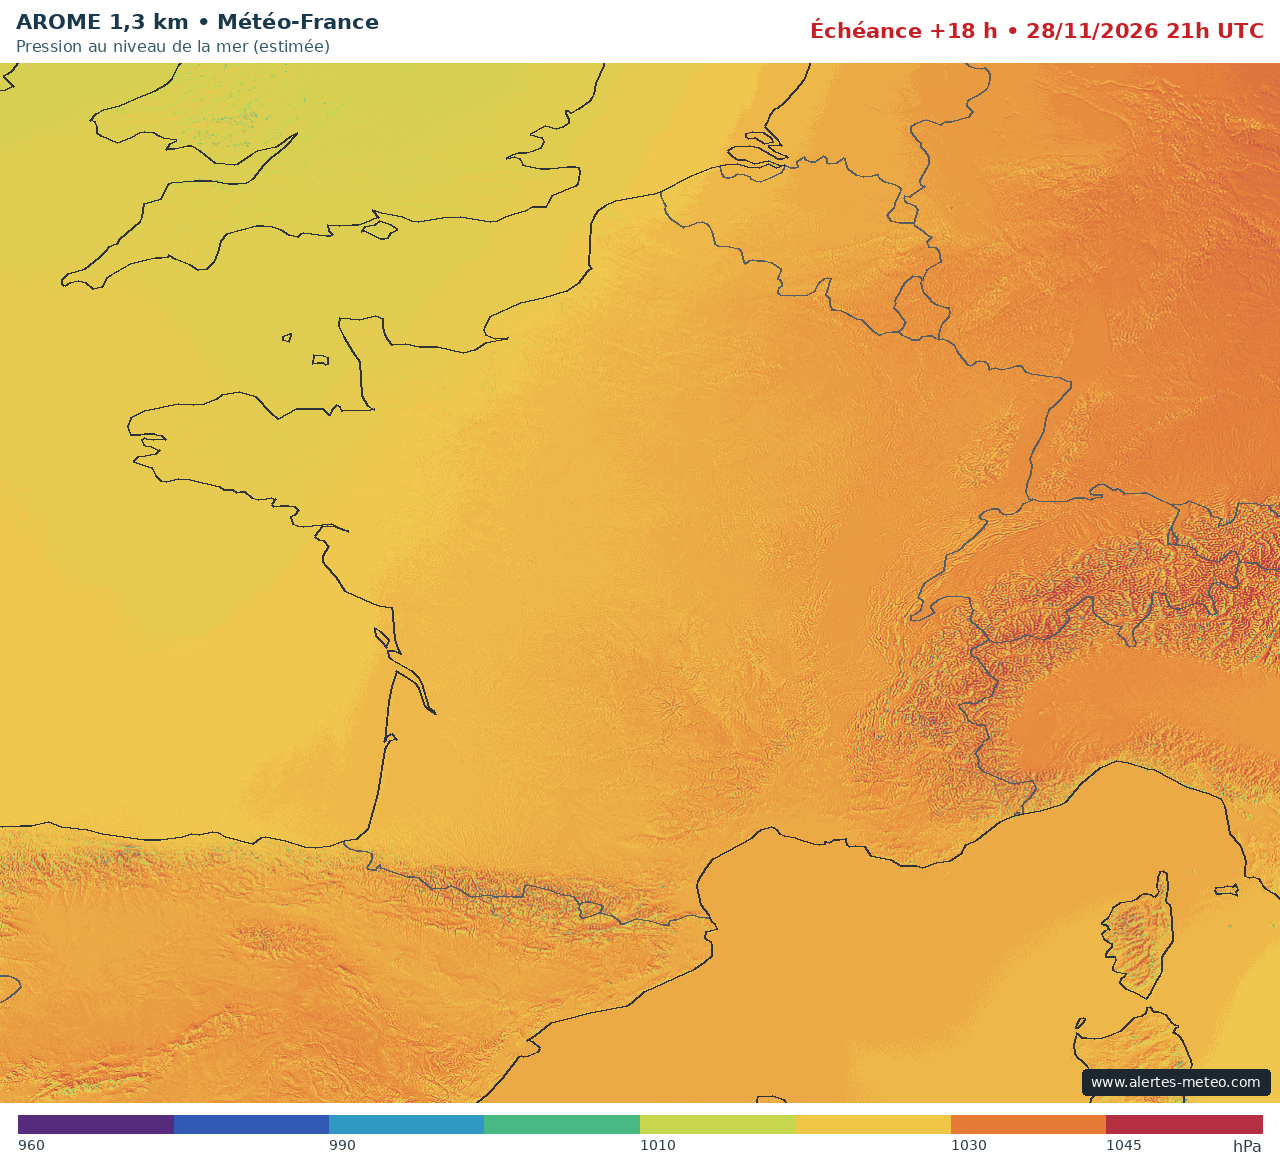 AROME 1,3 km • Météo-France
Pression au niveau de la mer (estimée)
Échéance +18 h • 28/11/2026 21h UTC
www.alertes-meteo.com
960 990 1010 1030 1045 hPa